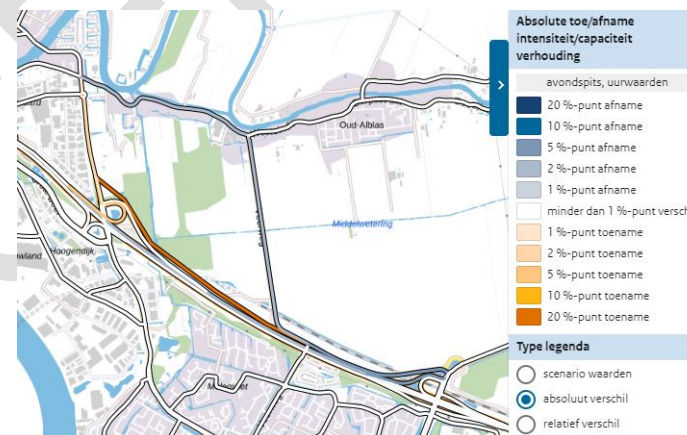 Absolute toe/afname
intensiteit/capaciteit
verhouding
avondspits, uurwaarden
20 %-punt afname
10 %-punt afname
5 %-punt afname
2 %-punt afname
1 %-punt afname
minder dan 1 %-punt versch
1 %-punt toename
2 %-punt toename
5 %-punt toename
10 %-punt toename
20 %-punt toename
Type legenda
scenario waarden
absoluut verschil
relatief verschil
Oud-Alblas
Middelwetering
Hoogendijk